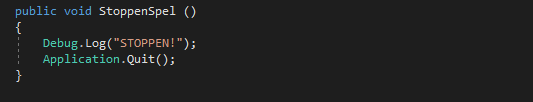 public void StoppenSpel ()
{
Debug.Log("STOPPEN!");
Application.Quit();
}